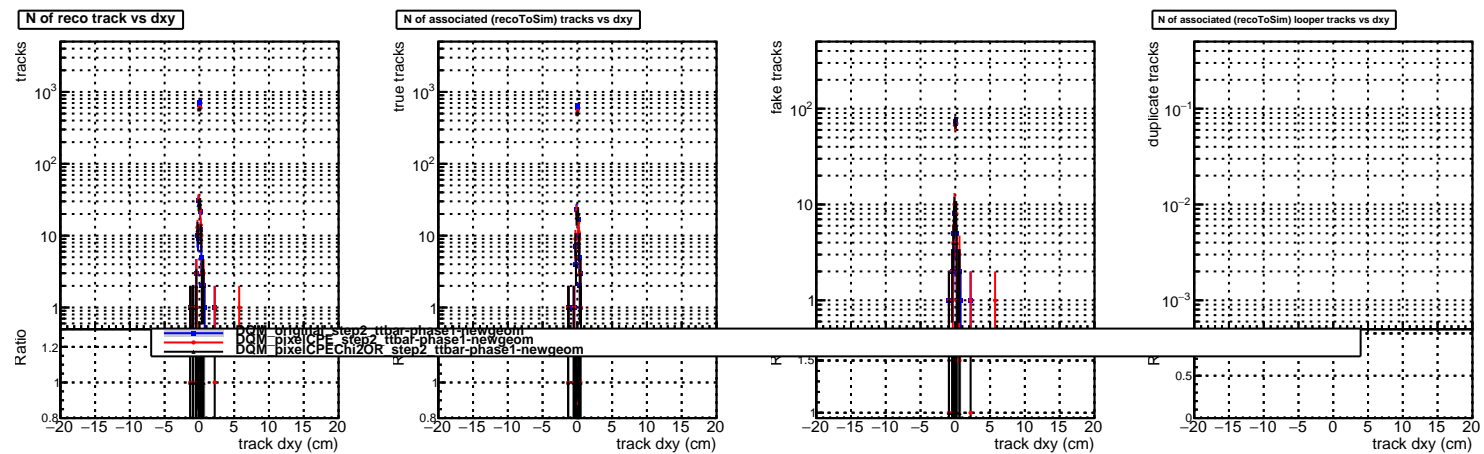 N of reco track vs dxy
tracks
10³
10²
10
1
Ratio
1.2
1
0.8
−20 −15 −10 −5 0 5 10 15 20
track dxy (cm)
N of associated (recoToSim) tracks vs dxy
true tracks
10³
10²
10
1
1
0.8
−20 −15 −10 −5 0 5 10 15 20
track dxy (cm)
fake tracks
10²
10
1
1.5
1
−20 −15 −10 −5 0 5 10 15 20
track dxy (cm)
N of associated (recoToSim) looper tracks vs dxy
duplicate tracks
10⁻¹
10⁻²
10⁻³
0.5
0
−20 −15 −10 −5 0 5 10 15 20
track dxy (cm)
DQM_original_step2_ttbar-phase1-newgeom
DQM_pixelCPE_step2_ttbar-phase1-newgeom
DQM_pixelCPEChi2OR_step2_ttbar-phase1-newgeom